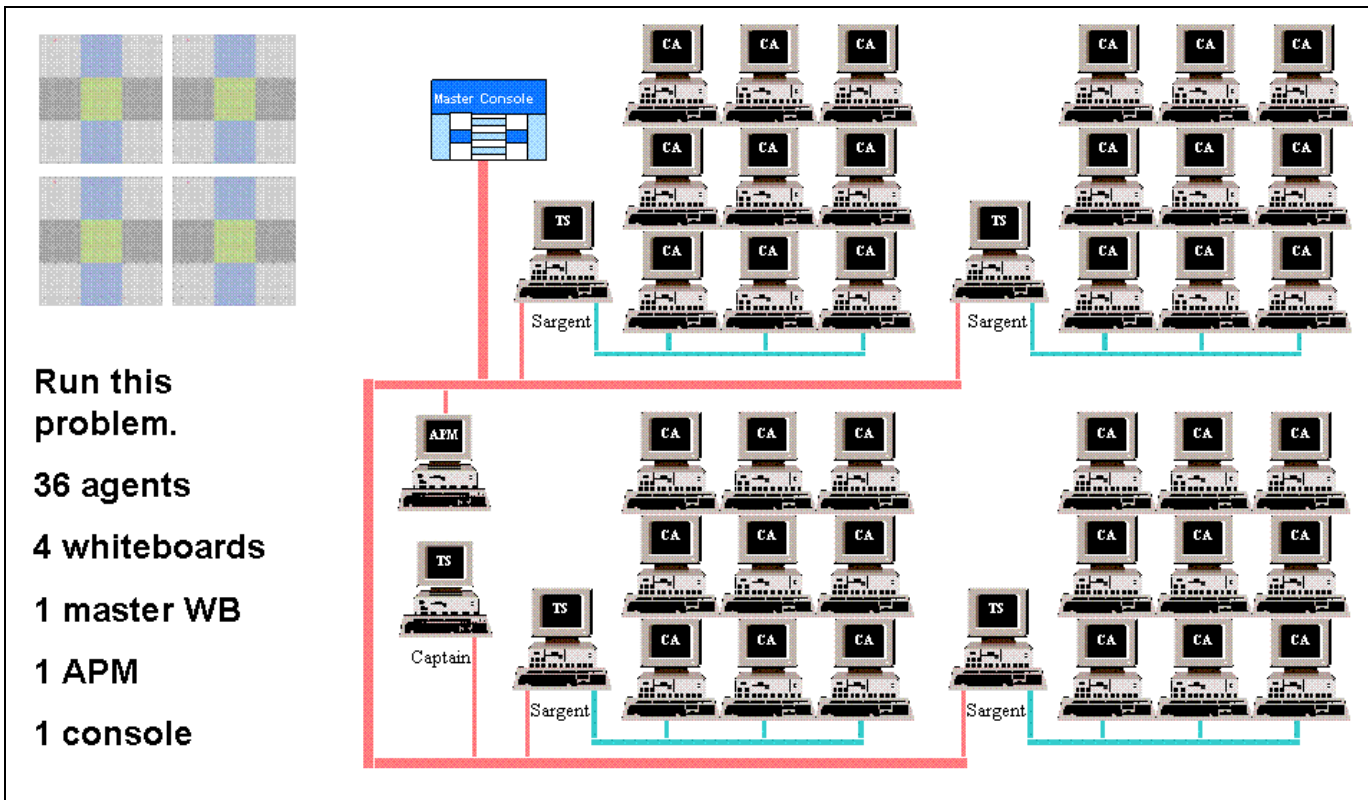 Master Console
CA CA CA
CA CA CA
CA CA CA
TS
Sargent
CA CA CA
CA CA CA
CA CA CA
TS
Sargent
Run this
problem.
36 agents
4 whiteboards
1 master WB
1 APM
1 console
APM
TS
Captain
CA CA CA
CA CA CA
CA CA CA
TS
Sargent
CA CA CA
CA CA CA
CA CA CA
TS
Sargent